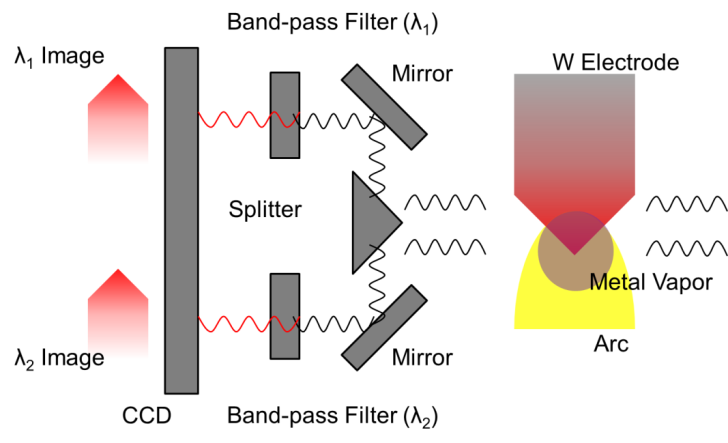 Band-pass Filter (λ1)
λ1 Image
Mirror
W Electrode
Splitter
Metal Vapor
λ2 Image
Mirror
Arc
CCD
Band-pass Filter (λ2)